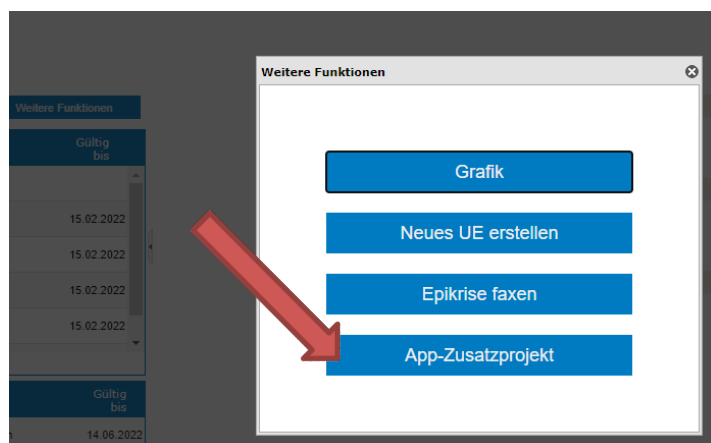 Weitere Funktionen
Weitere Funktionen
Gültig
bis
15.02.2022
15.02.2022
15.02.2022
15.02.2022
Grafik
Neues UE erstellen
Epikrise faxen
App-Zusatzprojekt
Gültig
bis
14.06.2022